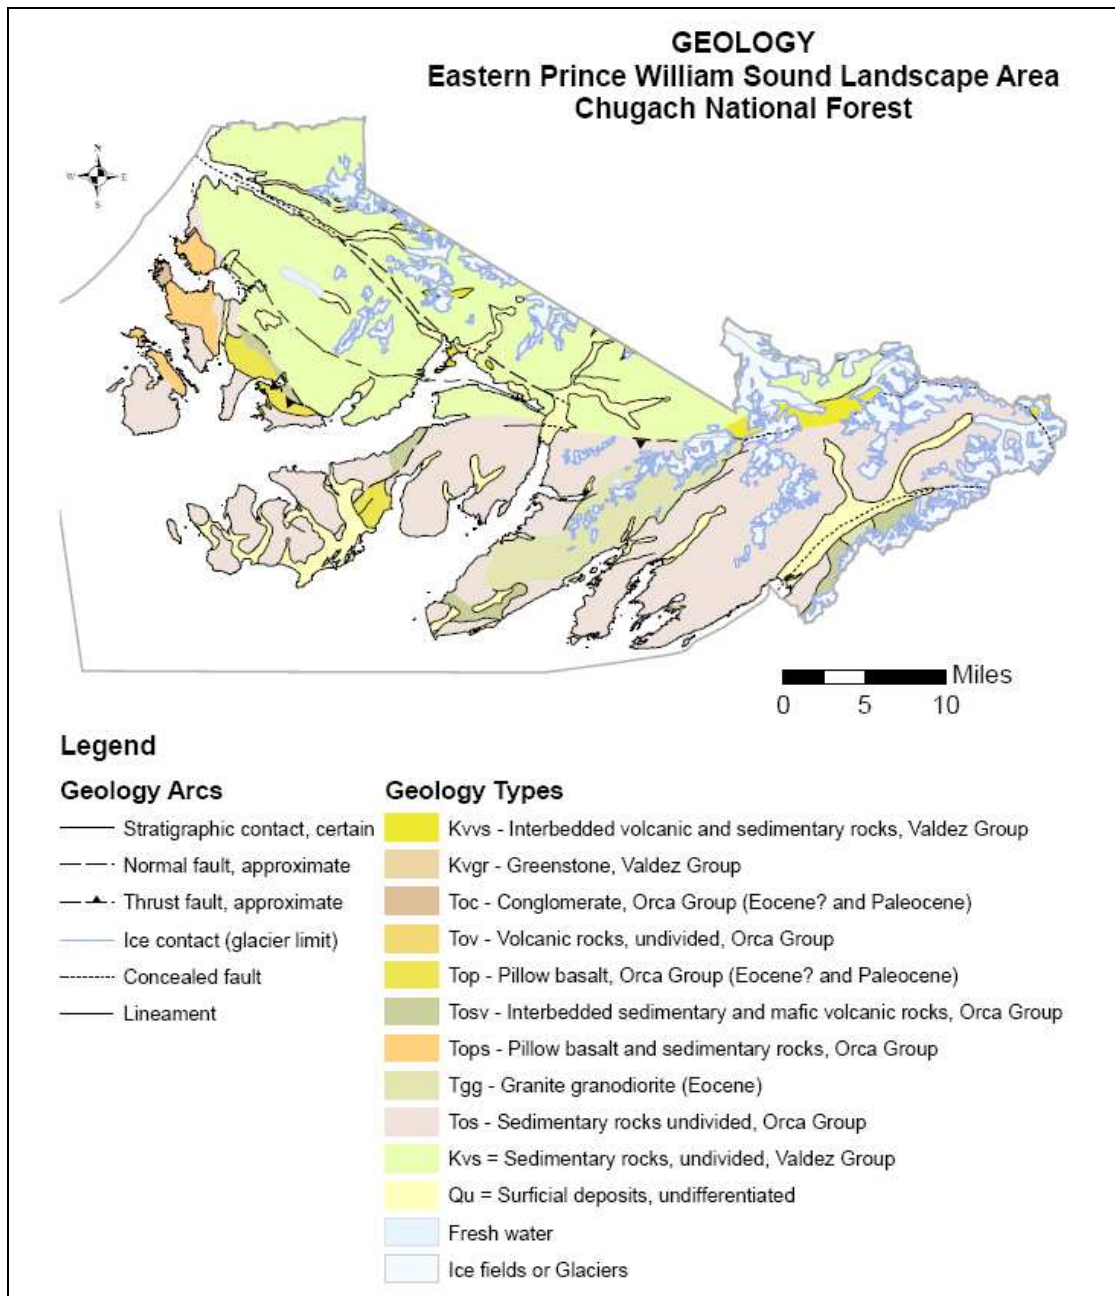 GEOLOGY
Eastern Prince William Sound Landscape Area
Chugach National Forest
N
W E
S
Miles
0 5 10
Legend
Geology Arcs
Stratigraphic contact, certain
Normal fault, approximate
Thrust fault, approximate
Ice contact (glacier limit)
Concealed fault
Lineament
Geology Types
Kvvs - Interbedded volcanic and sedimentary rocks, Valdez Group
Kvgr - Greenstone, Valdez Group
Toc - Conglomerate, Orca Group (Eocene? and Paleocene)
Tov - Volcanic rocks, undivided, Orca Group
Top - Pillow basalt, Orca Group (Eocene? and Paleocene)
Tosv - Interbedded sedimentary and mafic volcanic rocks, Orca Group
Tops - Pillow basalt and sedimentary rocks, Orca Group
Tgg - Granite granodiorite (Eocene)
Tos - Sedimentary rocks undivided, Orca Group
Kvs = Sedimentary rocks, undivided, Valdez Group
Qu = Surficial deposits, undifferentiated
Fresh water
Ice fields or Glaciers